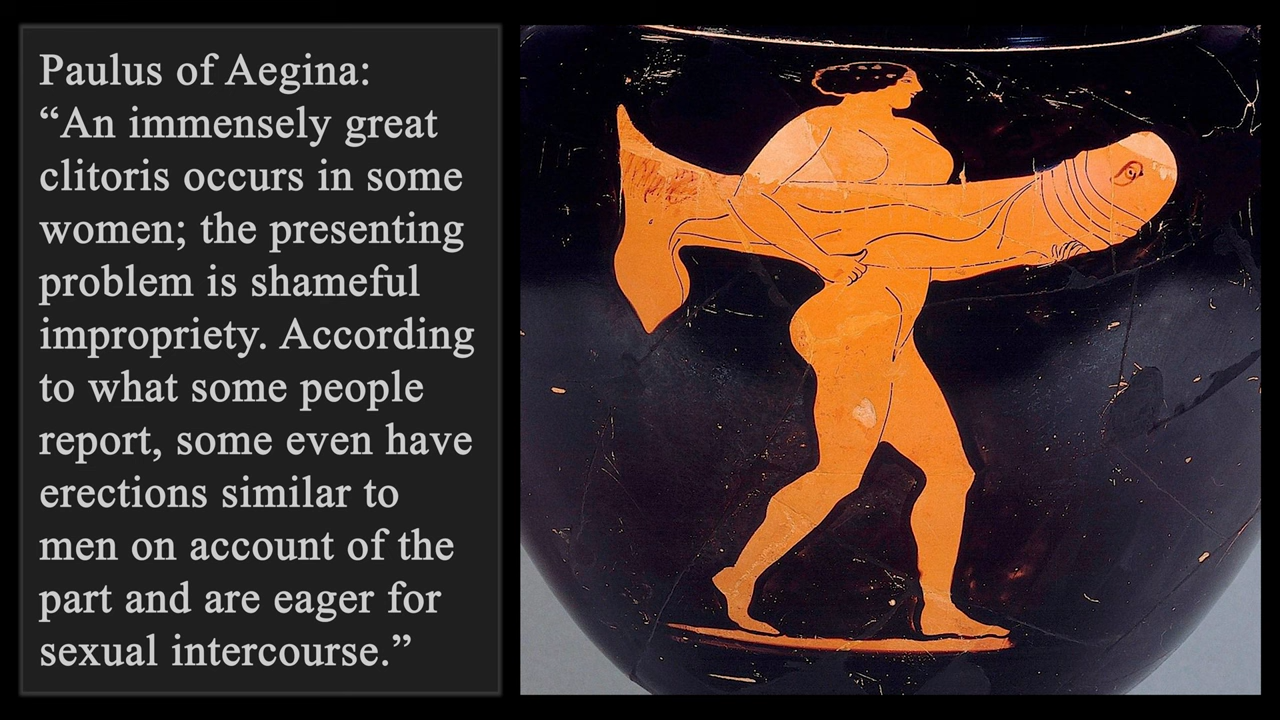 Paulus of Aegina:
“An immensely great
clitoris occurs in some
women; the presenting
problem is shameful
impropriety. According
to what some people
report, some even have
erections similar to
men on account of the
part and are eager for
sexual intercourse.”